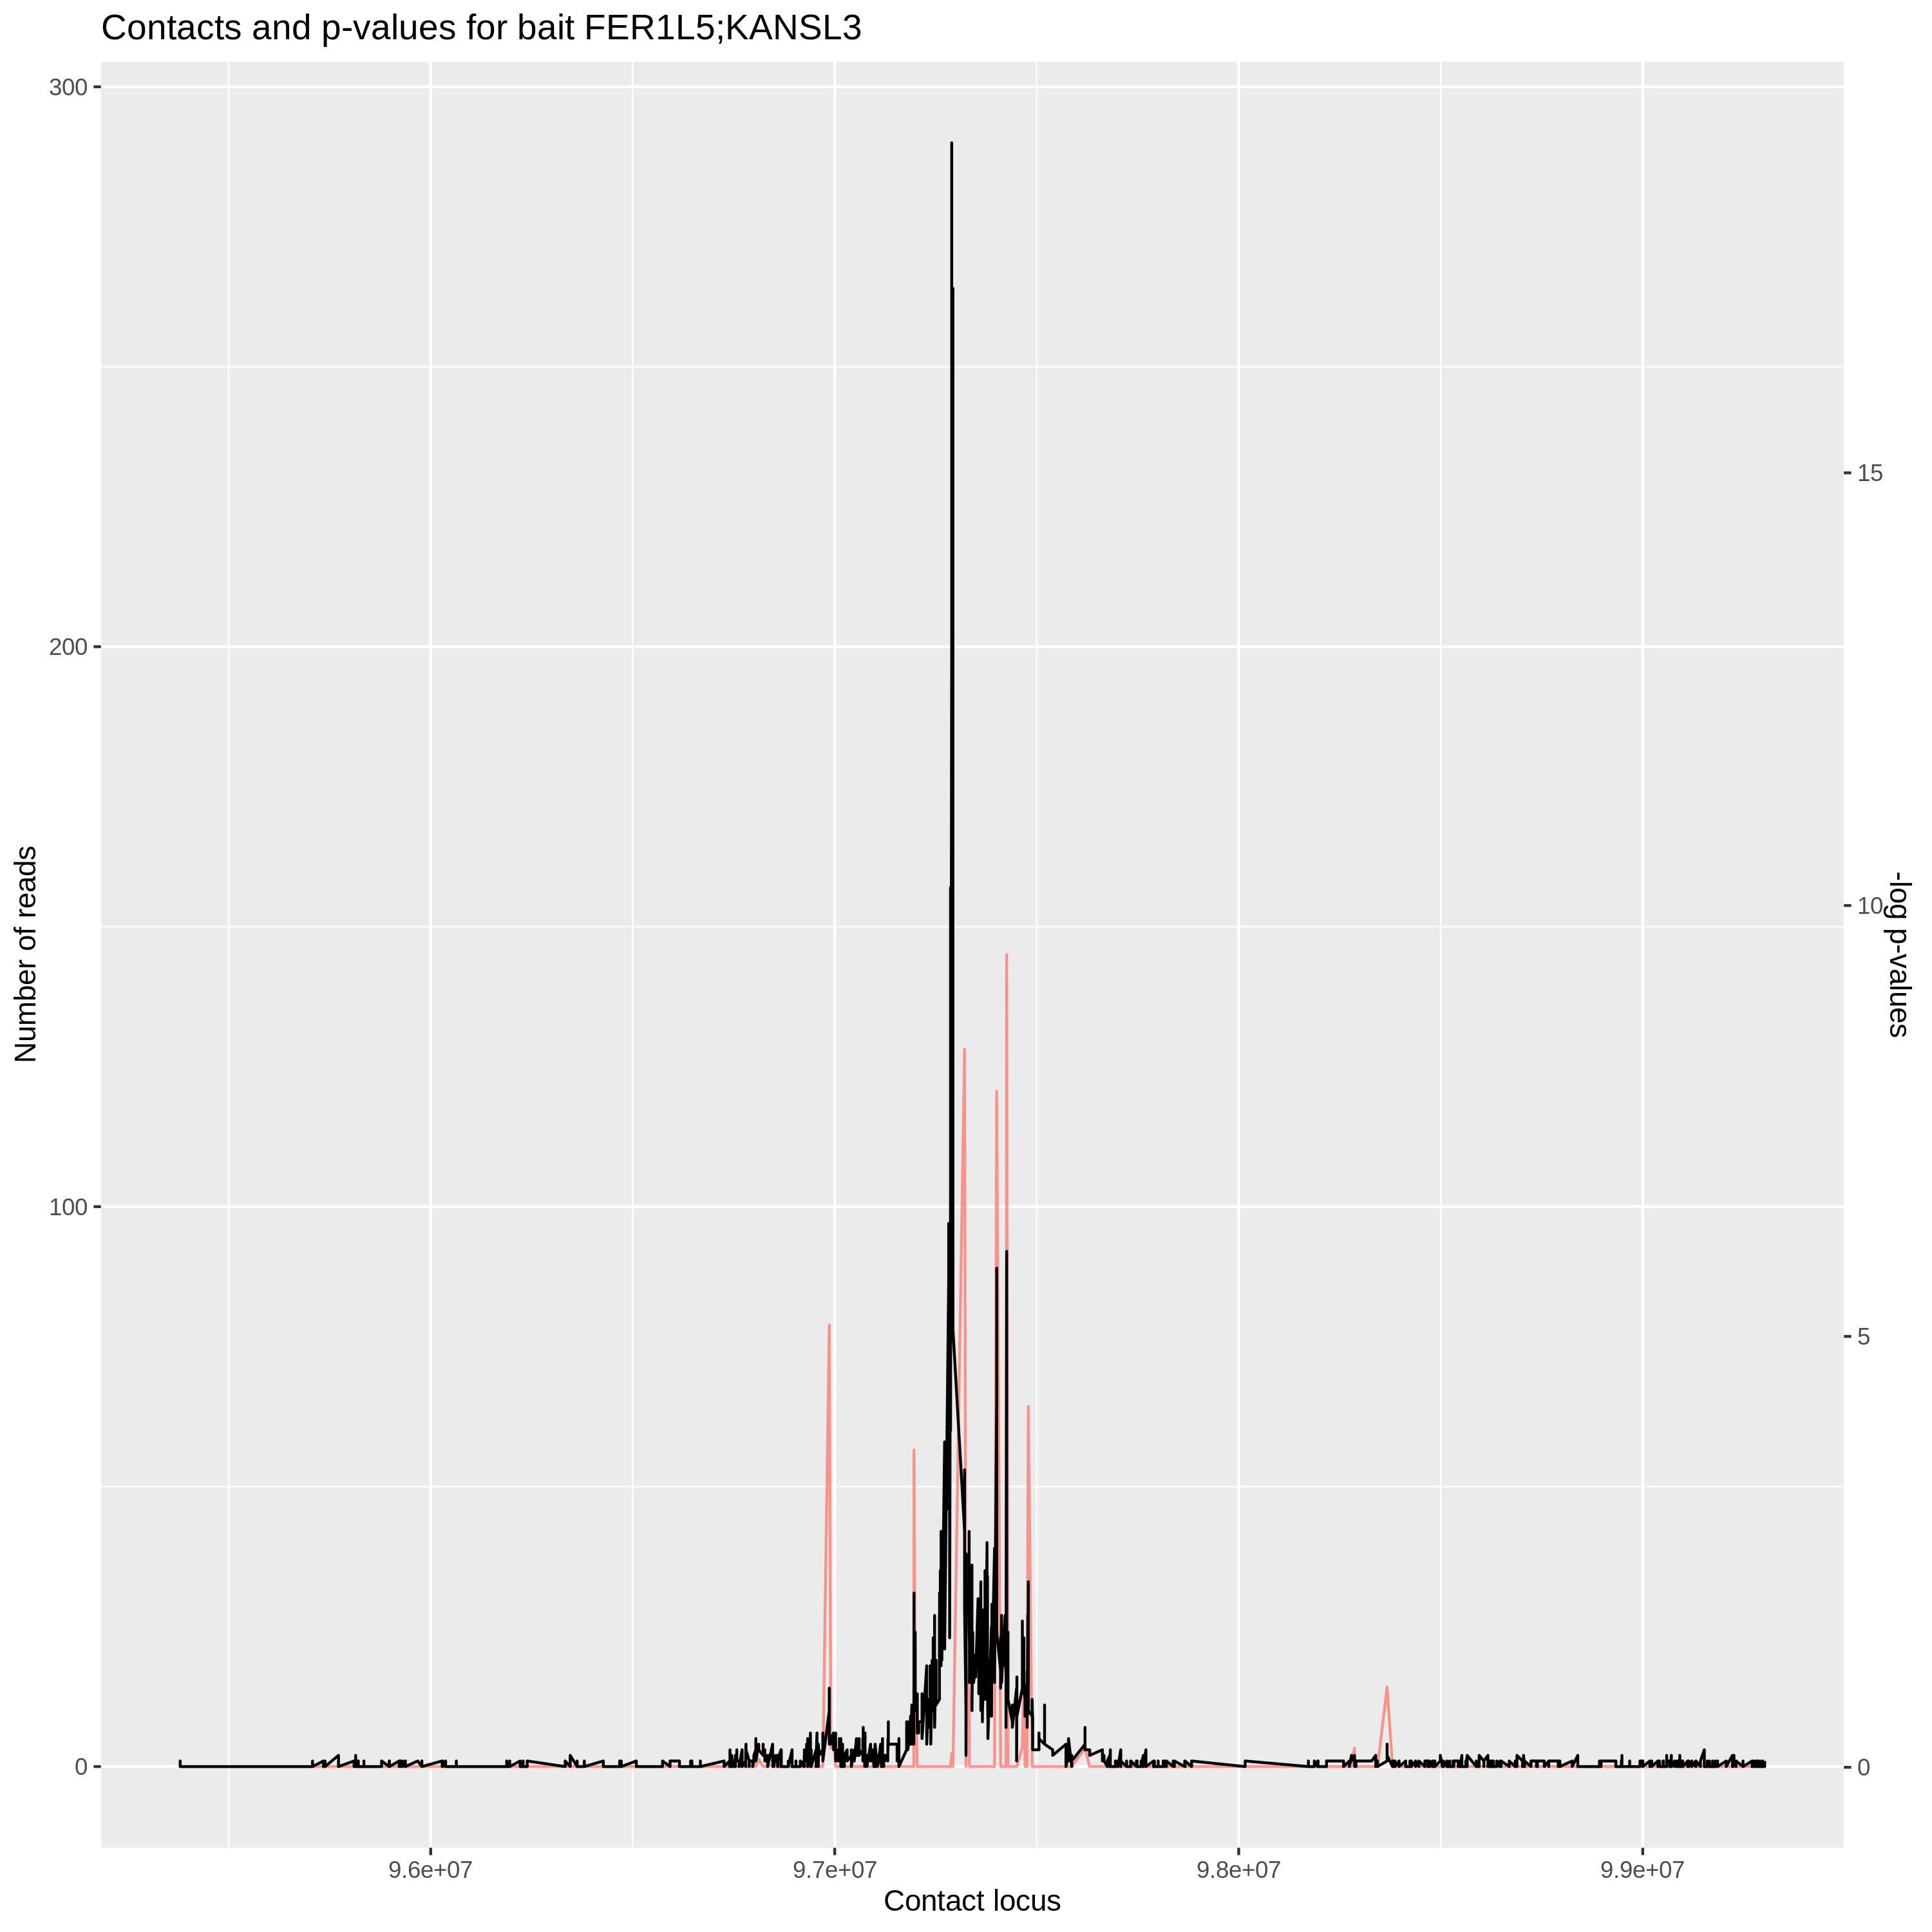 Contacts and p-values for bait FER1L5;KANSL3
300
200
100
0
Number of reads
15
10
5
0
-log p-values
9.6e+07
9.7e+07
9.8e+07
9.9e+07
Contact locus